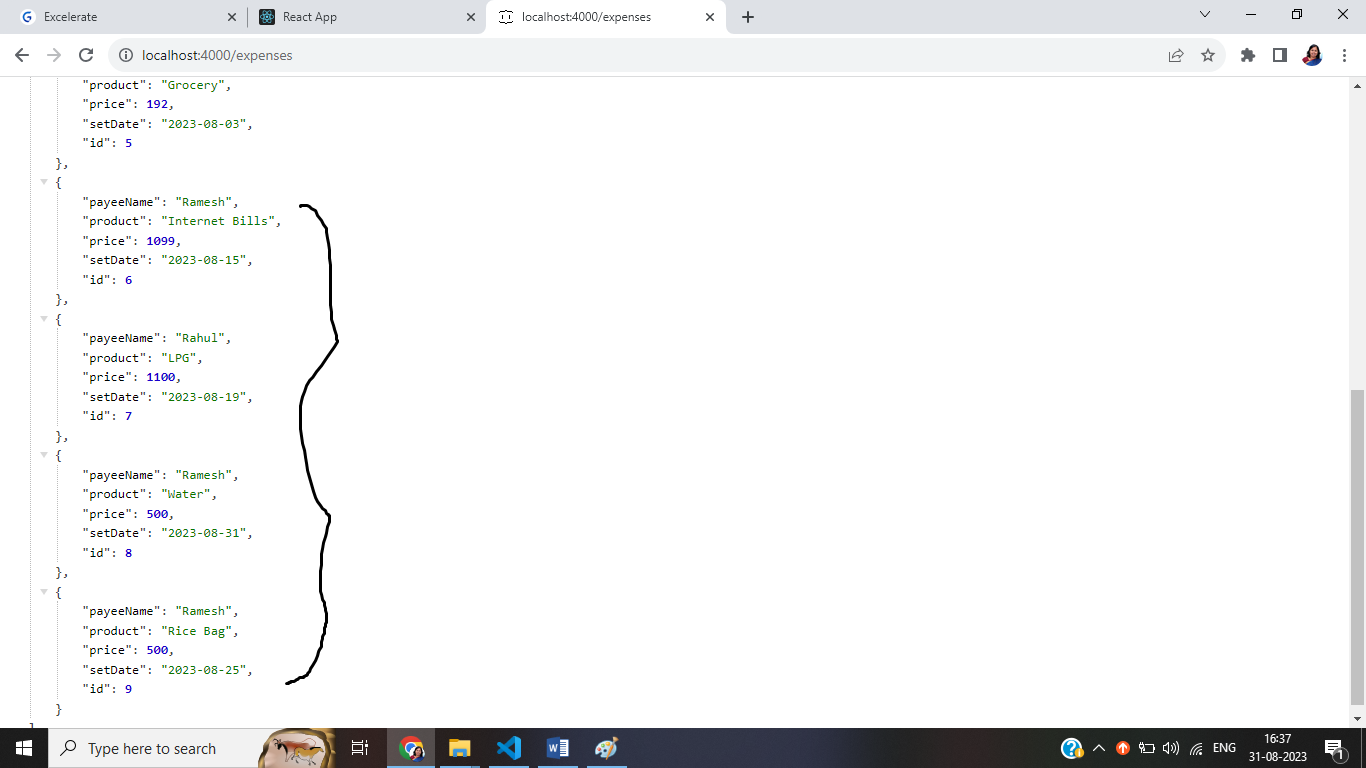 Excelerate
React App
localhost:4000/expenses
localhost:4000/expenses
"product": "Grocery",
"price": 192,
"setDate": "2023-08-03",
"id": 5
},
{
"payeeName": "Ramesh",
"product": "Internet Bills",
"price": 1099,
"setDate": "2023-08-15",
"id": 6
},
{
"payeeName": "Rahul",
"product": "LPG",
"price": 1100,
"setDate": "2023-08-19",
"id": 7
},
{
"payeeName": "Ramesh",
"product": "Water",
"price": 500,
"setDate": "2023-08-31",
"id": 8
},
{
"payeeName": "Ramesh",
"product": "Rice Bag",
"price": 500,
"setDate": "2023-08-25",
"id": 9
}
]
Type here to search
ENG
16:37
31-08-2023
1